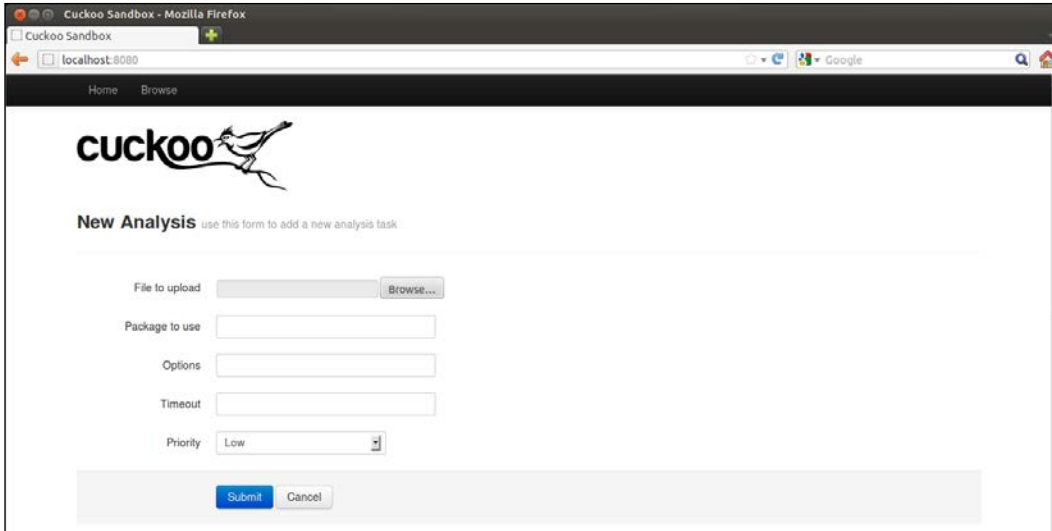 Cuckoo Sandbox - Mozilla Firefox
Cuckoo Sandbox
localhost:8080
Google
Home Browse
cuckoo
New Analysis use this form to add a new analysis task
File to upload Browse...
Package to use
Options
Timeout
Priority Low
Submit Cancel